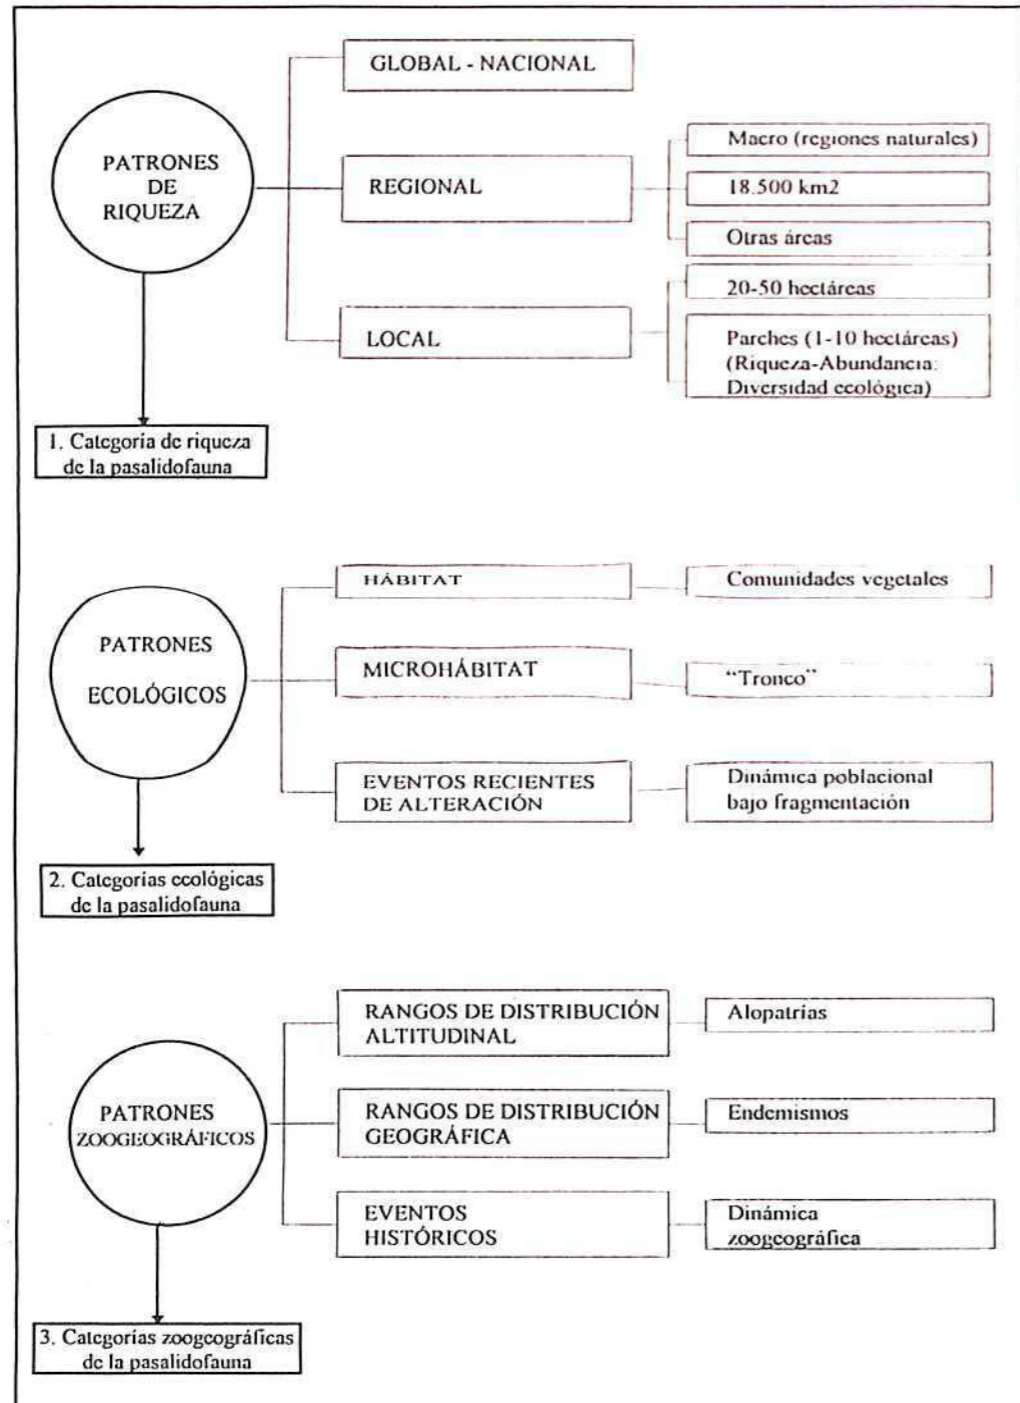 GLOBAL - NACIONAL
PATRONES
DE
RIQUEZA
REGIONAL
Macro (regiones naturales)
18.500 km2
Otras áreas
LOCAL
20-50 hectáreas
Parches (1-10 hectáreas)
(Riqueza-Abundancia:
Diversidad ecológica)
1. Categoría de riqueza
de la pasalidofauna
PATRONES
ECOLÓGICOS
HÁBITAT
Comunidades vegetales
MICROHÁBITAT
“Tronco”
EVENTOS RECIENTES
DE ALTERACIÓN
Dinámica poblacional
bajo fragmentación
2. Categorías ecológicas
de la pasalidofauna
PATRONES
ZOOGEOGRÁFICOS
RANGOS DE DISTRIBUCIÓN
ALTITUDINAL
Alopatrías
RANGOS DE DISTRIBUCIÓN
GEOGRÁFICA
Endemismos
EVENTOS
HISTÓRICOS
Dinámica
zoogeográfica
3. Categorías zoogeográficas
de la pasalidofauna